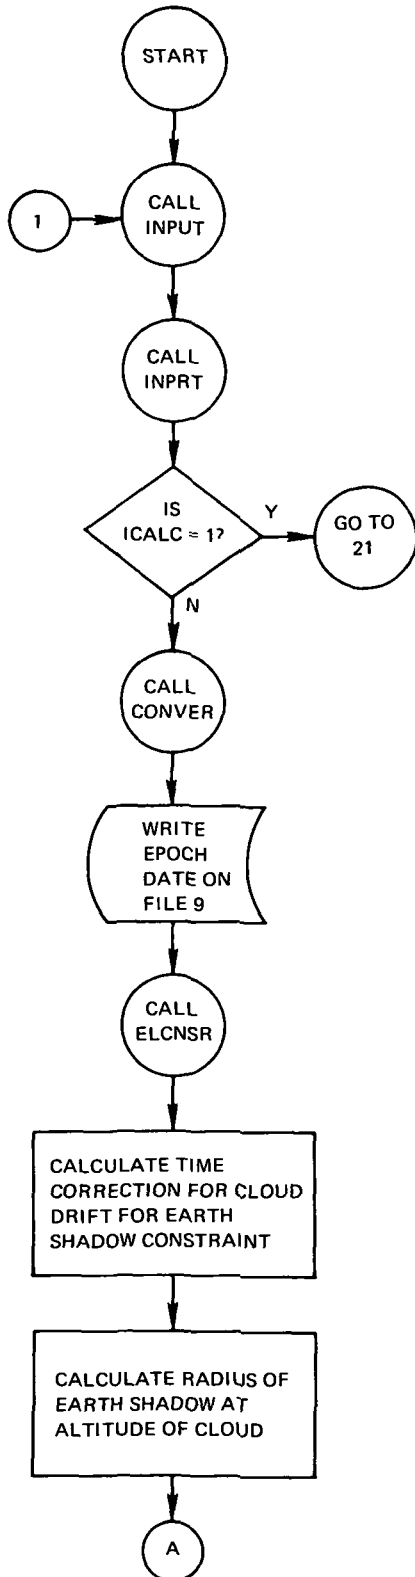 START
1
CALL
INPUT
CALL
INPRT
IS
ICALC = 1?
Y
GO TO
21
N
CALL
CONVER
WRITE
EPOCH
DATE ON
FILE 9
CALL
ELCNSR
CALCULATE TIME
CORRECTION FOR CLOUD
DRIFT FOR EARTH
SHADOW CONSTRAINT
CALCULATE RADIUS OF
EARTH SHADOW AT
ALTITUDE OF CLOUD
A